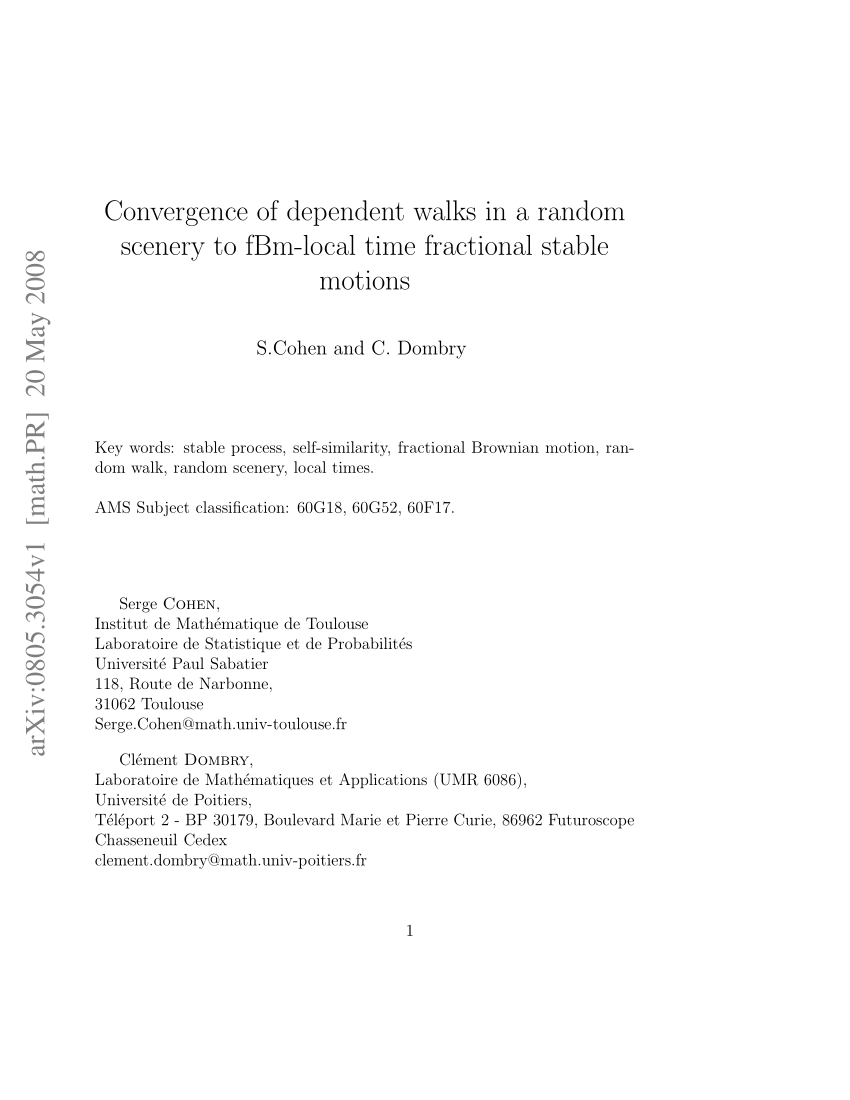 arXiv:0805.3054v1 [math.PR] 20 May 2008
Convergence of dependent walks in a random
scenery to fBm-local time fractional stable
motions
S.Cohen and C. Dombry
Key words: stable process, self-similarity, fractional Brownian motion, ran-
dom walk, random scenery, local times.
AMS Subject classification: 60G18, 60G52, 60F17.
Serge COHEN,
Institut de Mathématique de Toulouse
Laboratoire de Statistique et de Probabilités
Université Paul Sabatier
118, Route de Narbonne,
31062 Toulouse
Serge.Cohen@math.univ-toulouse.fr
Clément DOMBRY,
Laboratoire de Mathématiques et Applications (UMR 6086),
Université de Poitiers,
Téléport 2 - BP 30179, Boulevard Marie et Pierre Curie, 86962 Futuroscope
Chasseneuil Cedex
clement.dombry@math.univ-poitiers.fr
1